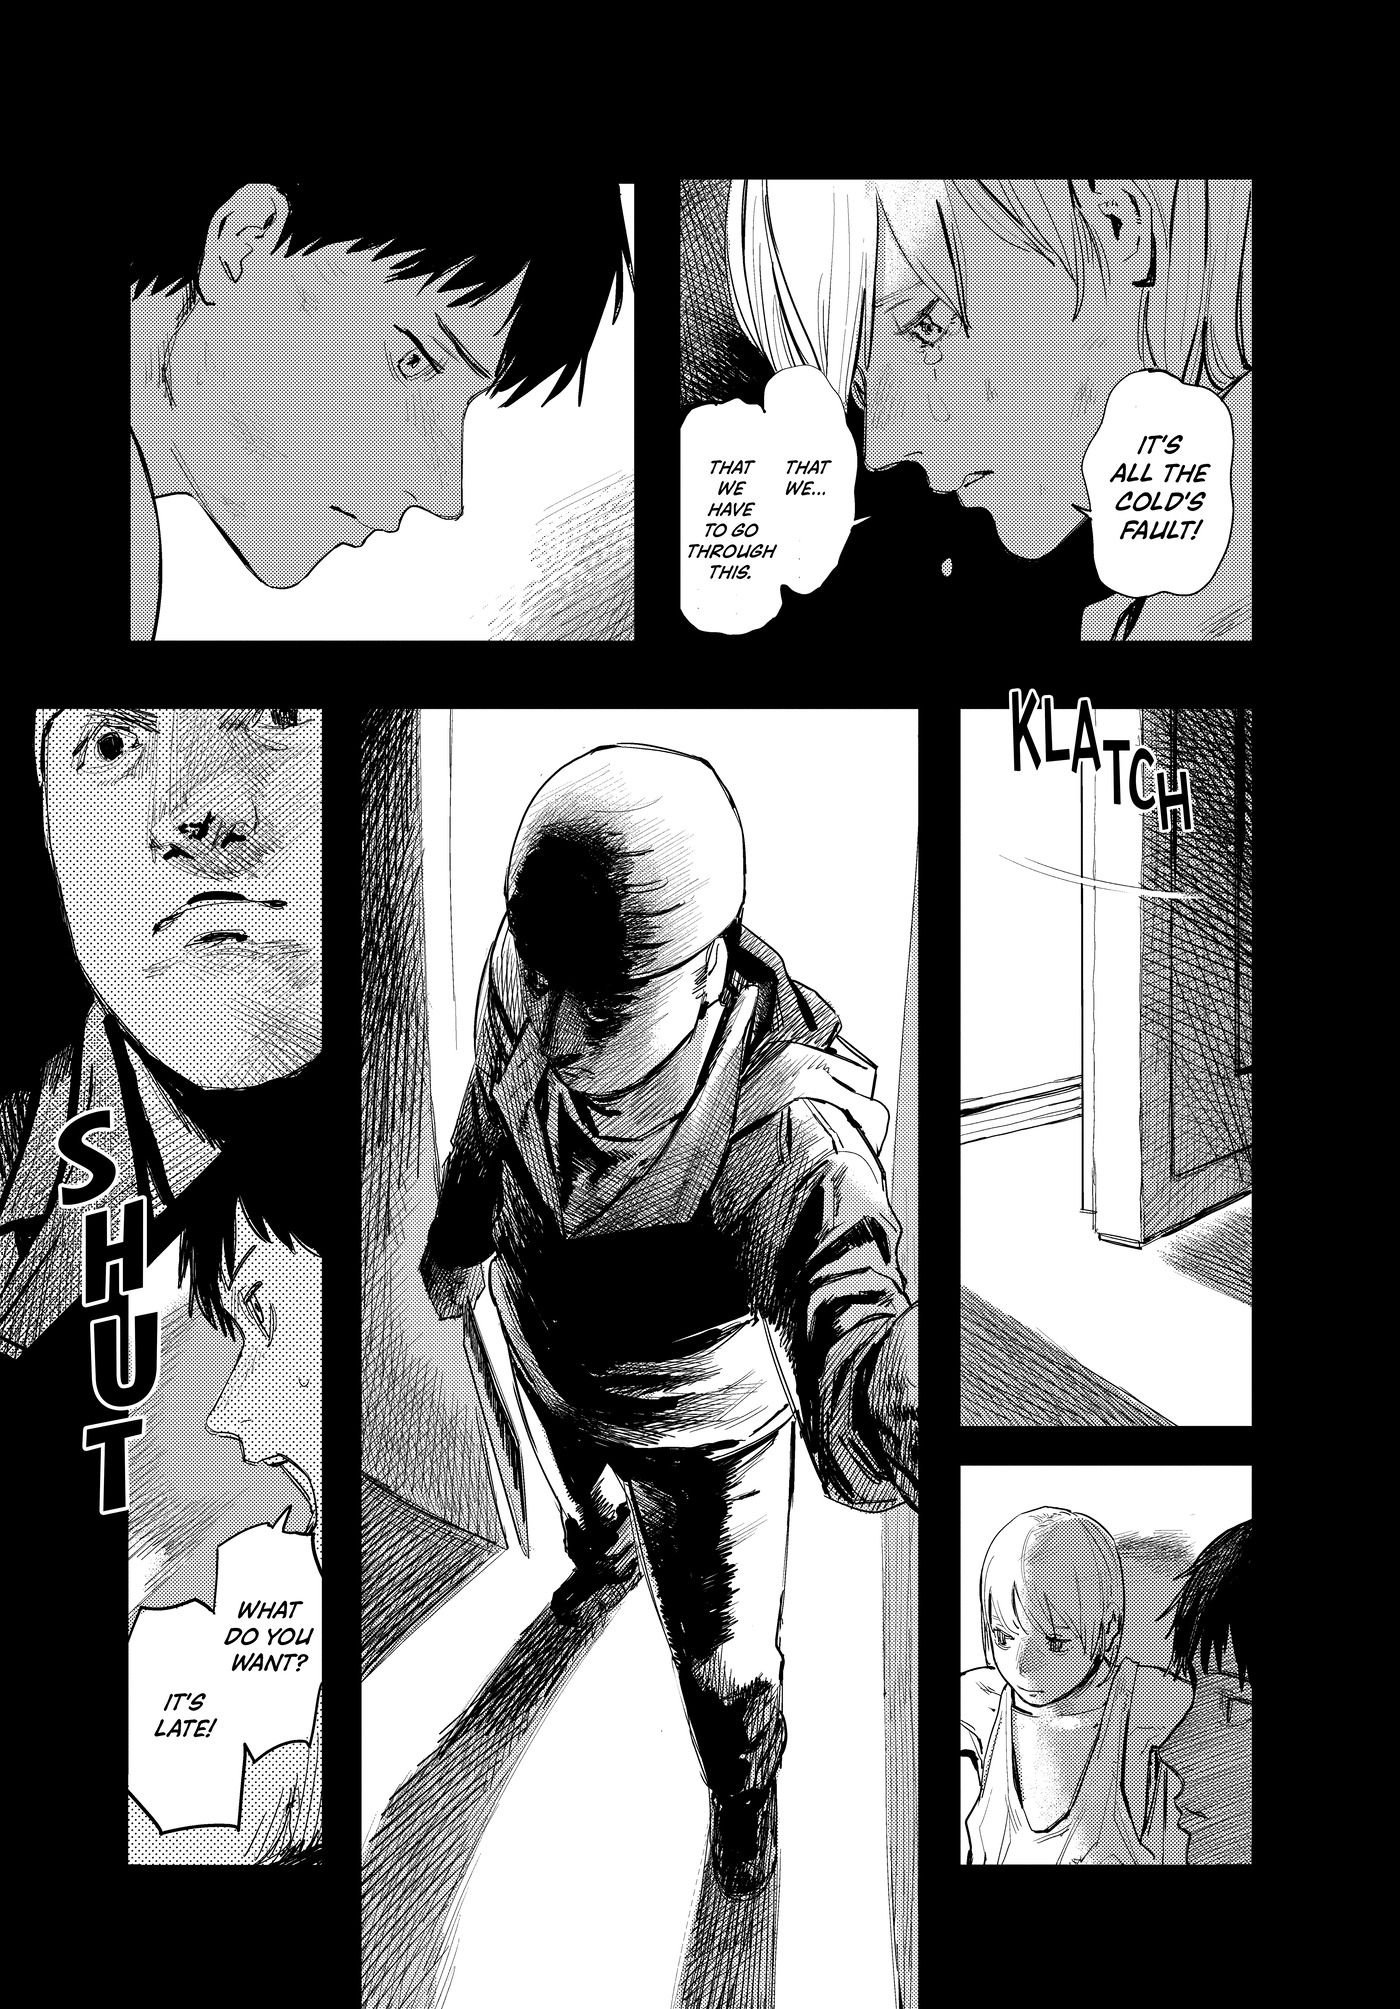 IT'S
ALL THE
COLD'S
FAULT!
THAT
WE...
THAT
WE
HAVE
TO GO
THROUGH
THIS.
KLATCH
SHUT
WHAT
DO YOU
WANT?
IT'S
LATE!